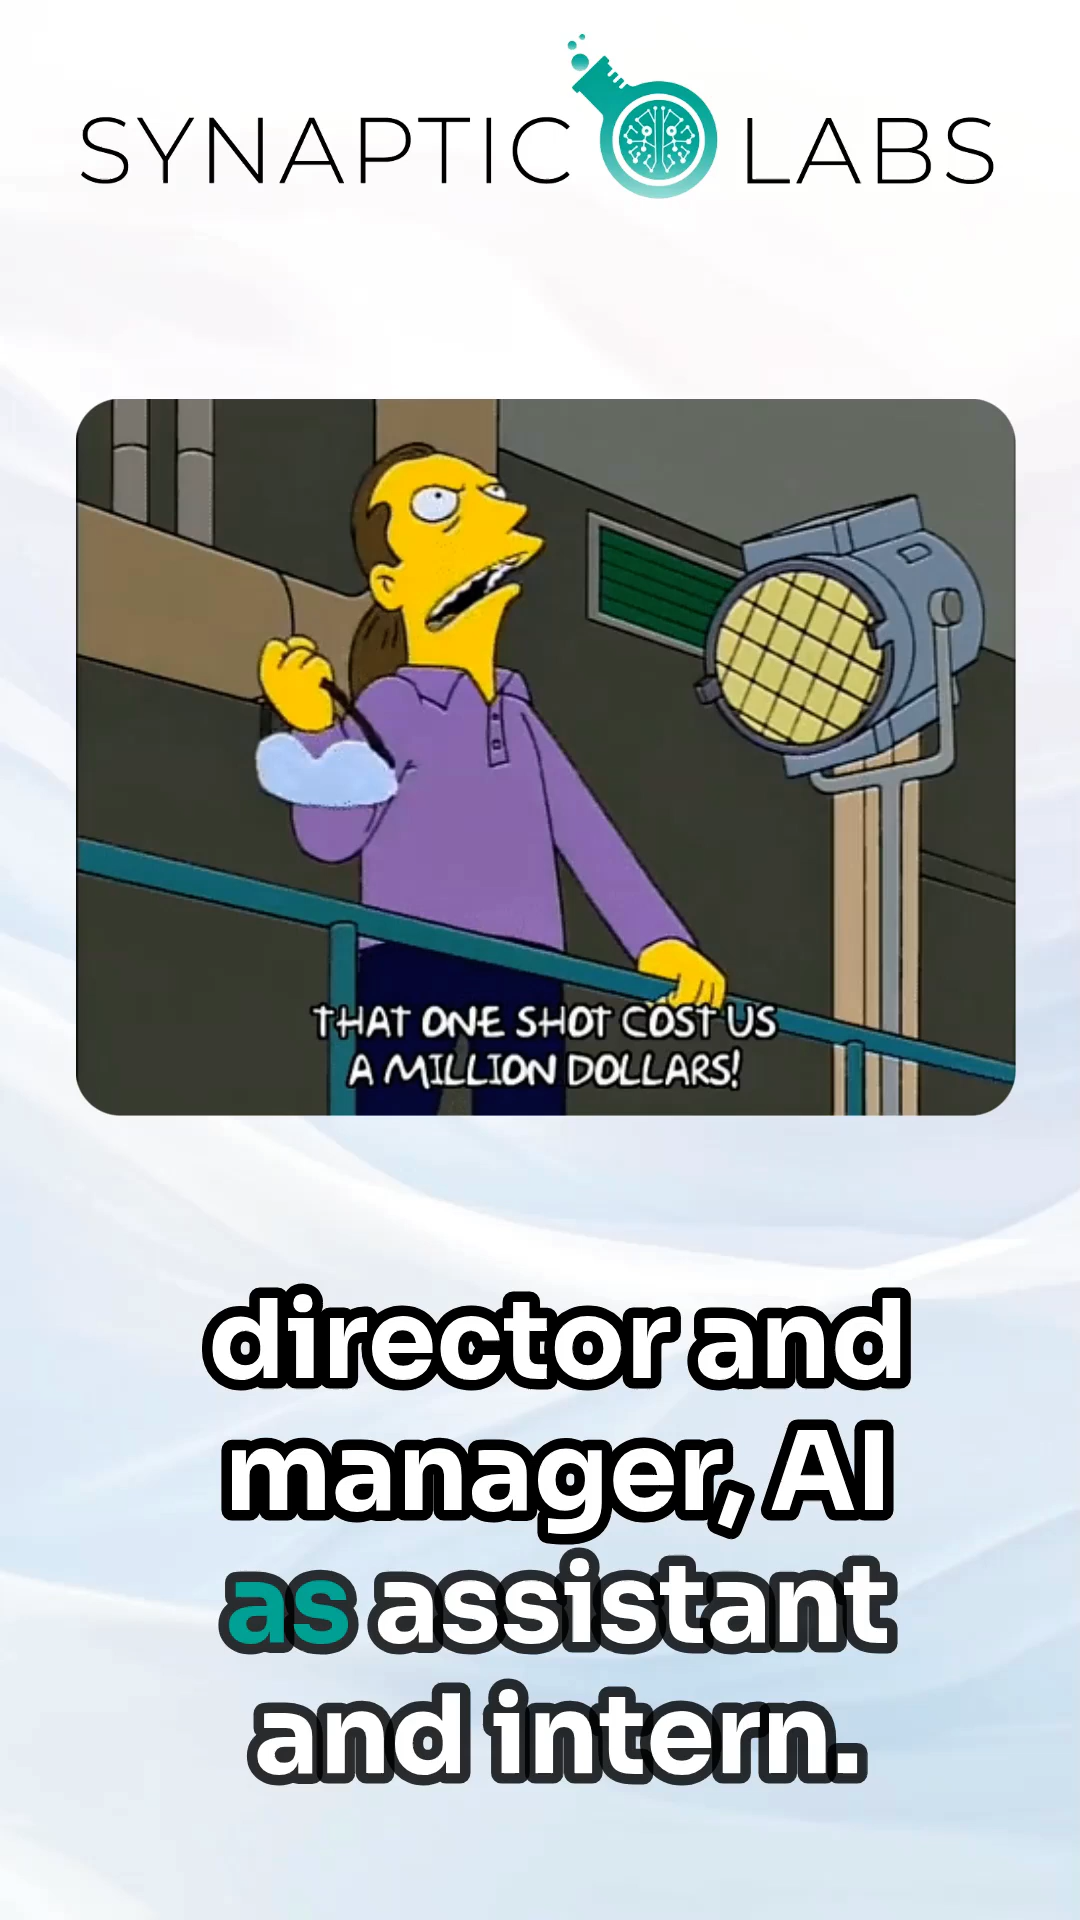 SYNAPTIC LABS
THAT ONE SHOT COST US
A MILLION DOLLARS!
director and
manager, AI
as assistant
and intern.